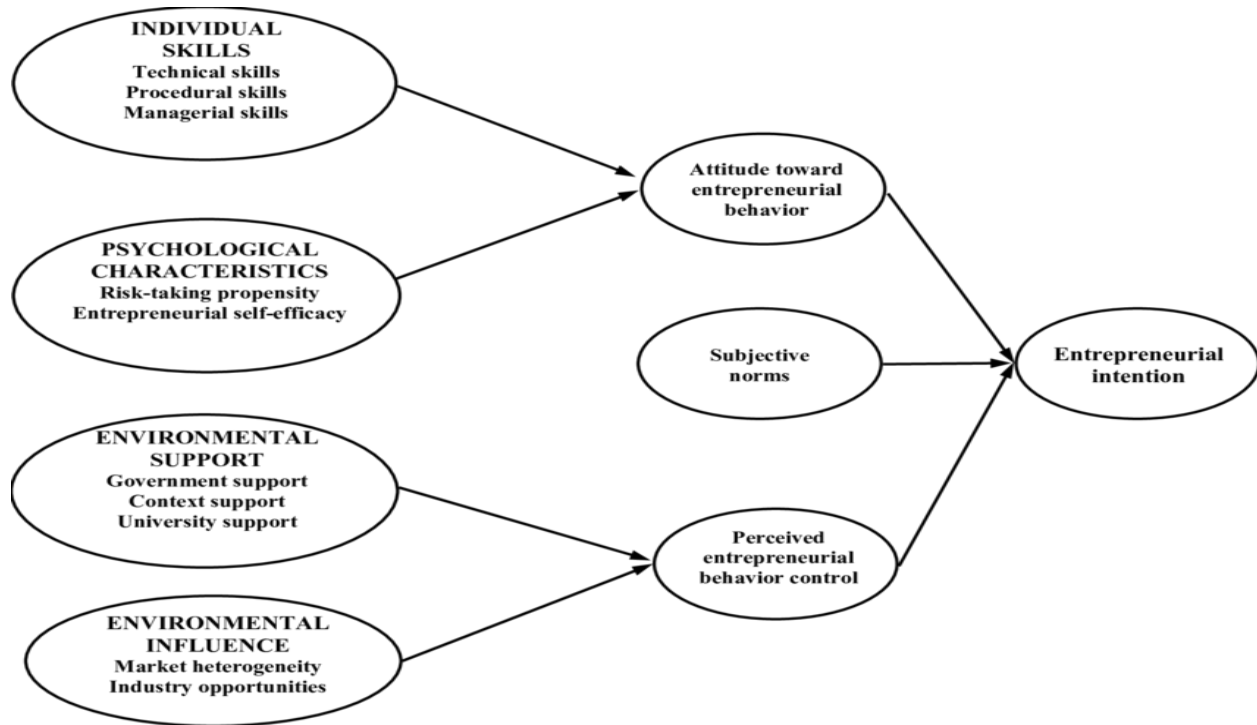 INDIVIDUAL
SKILLS
Technical skills
Procedural skills
Managerial skills
Attitude toward
entrepreneurial
behavior
PSYCHOLOGICAL
CHARACTERISTICS
Risk-taking propensity
Entrepreneurial self-efficacy
Subjective
norms
Entrepreneurial
intention
ENVIRONMENTAL
SUPPORT
Government support
Context support
University support
Perceived
entrepreneurial
behavior control
ENVIRONMENTAL
INFLUENCE
Market heterogeneity
Industry opportunities